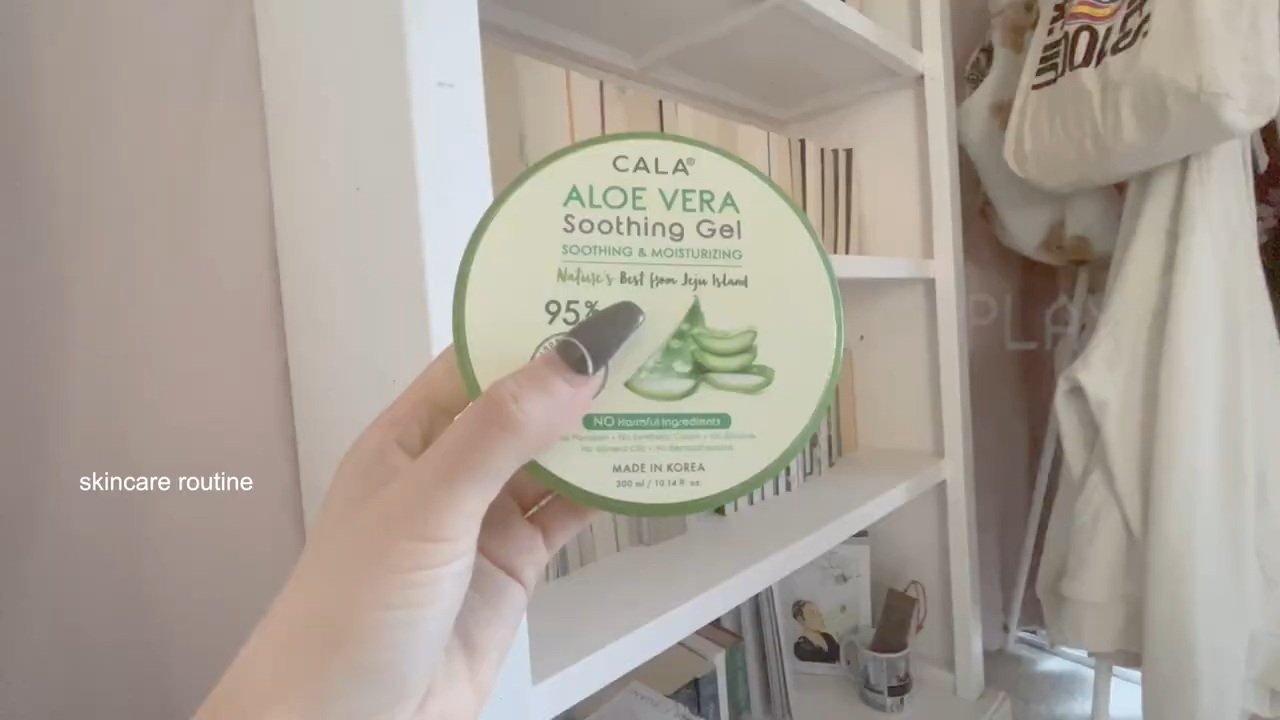 CALA®
ALOE VERA
Soothing Gel
SOOTHING & MOISTURIZING
Nature's Best from Jeju Island
95%
NO Harmful Ingredients
MADE IN KOREA
300 ml / 10.14 fl oz.
skincare routine
PLAY